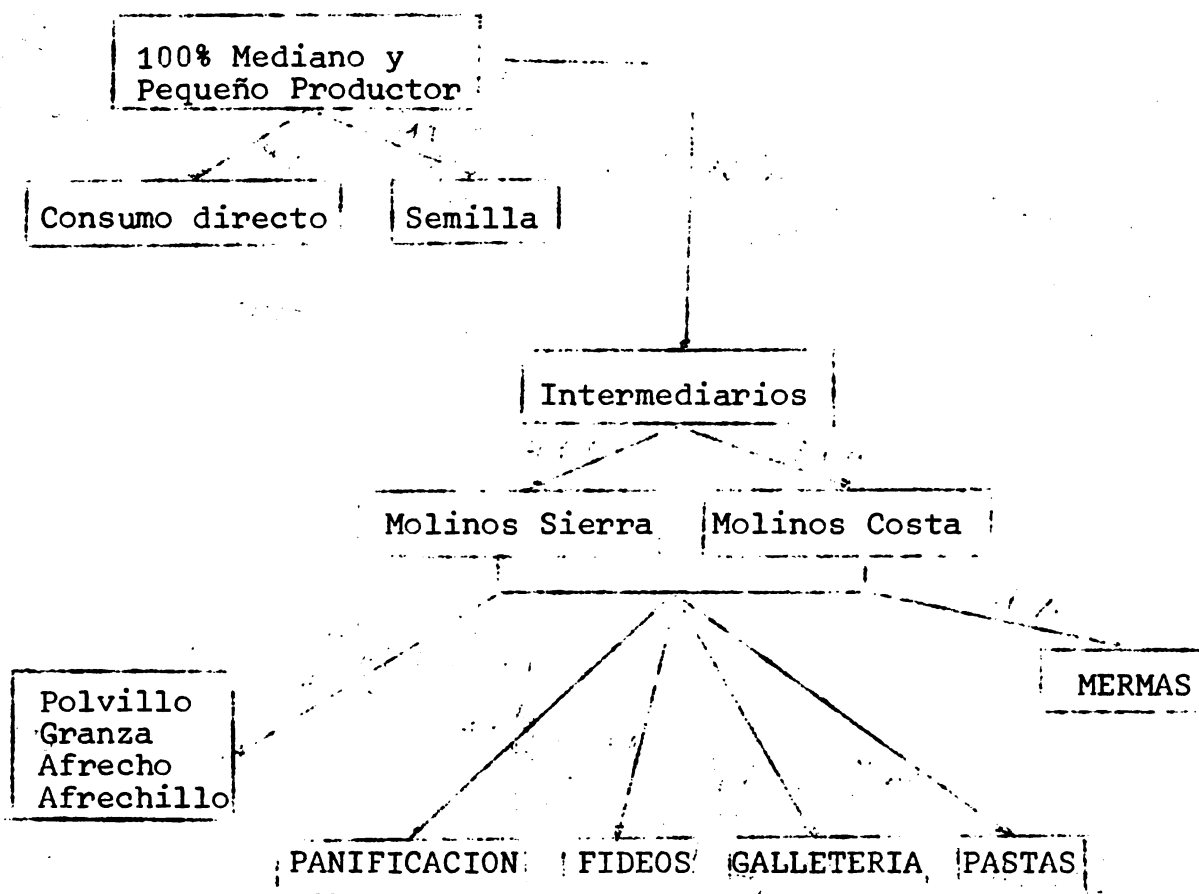 100% Mediano y
Pequeño Productor
Consumo directo
Semilla
Intermediarios
Molinos Sierra
Molinos Costa
MERMAS
Polvillo
Granza
Afrecho
Afrechillo
PANIFICACION
FIDEOS
GALLETERIA
PASTAS